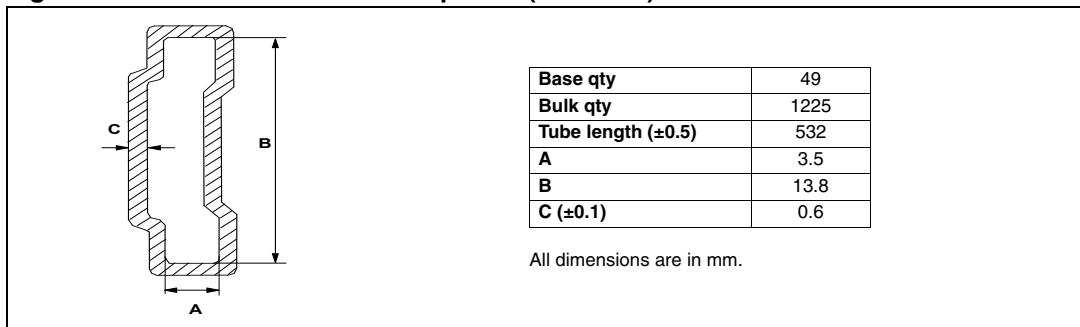 C
B
A
Base qty 49
Bulk qty 1225
Tube length (±0.5) 532
A 3.5
B 13.8
C (±0.1) 0.6
All dimensions are in mm.